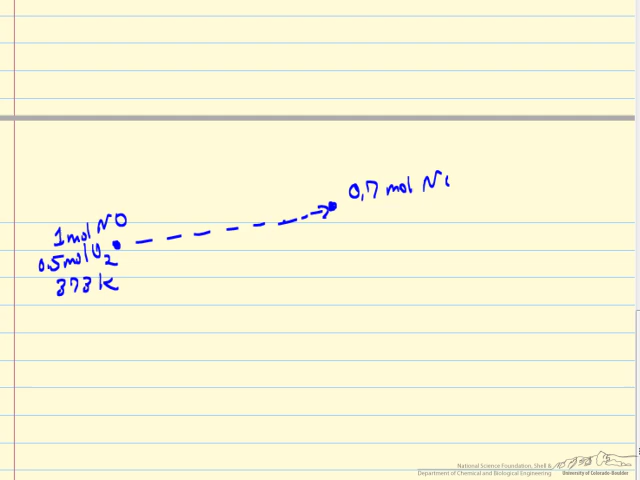 0.7 mol N
1 mol NO
0.5 mol O2
373 K
National Science Foundation, Shell &
Department of Chemical and Biological Engineering
University of Colorado-Boulder